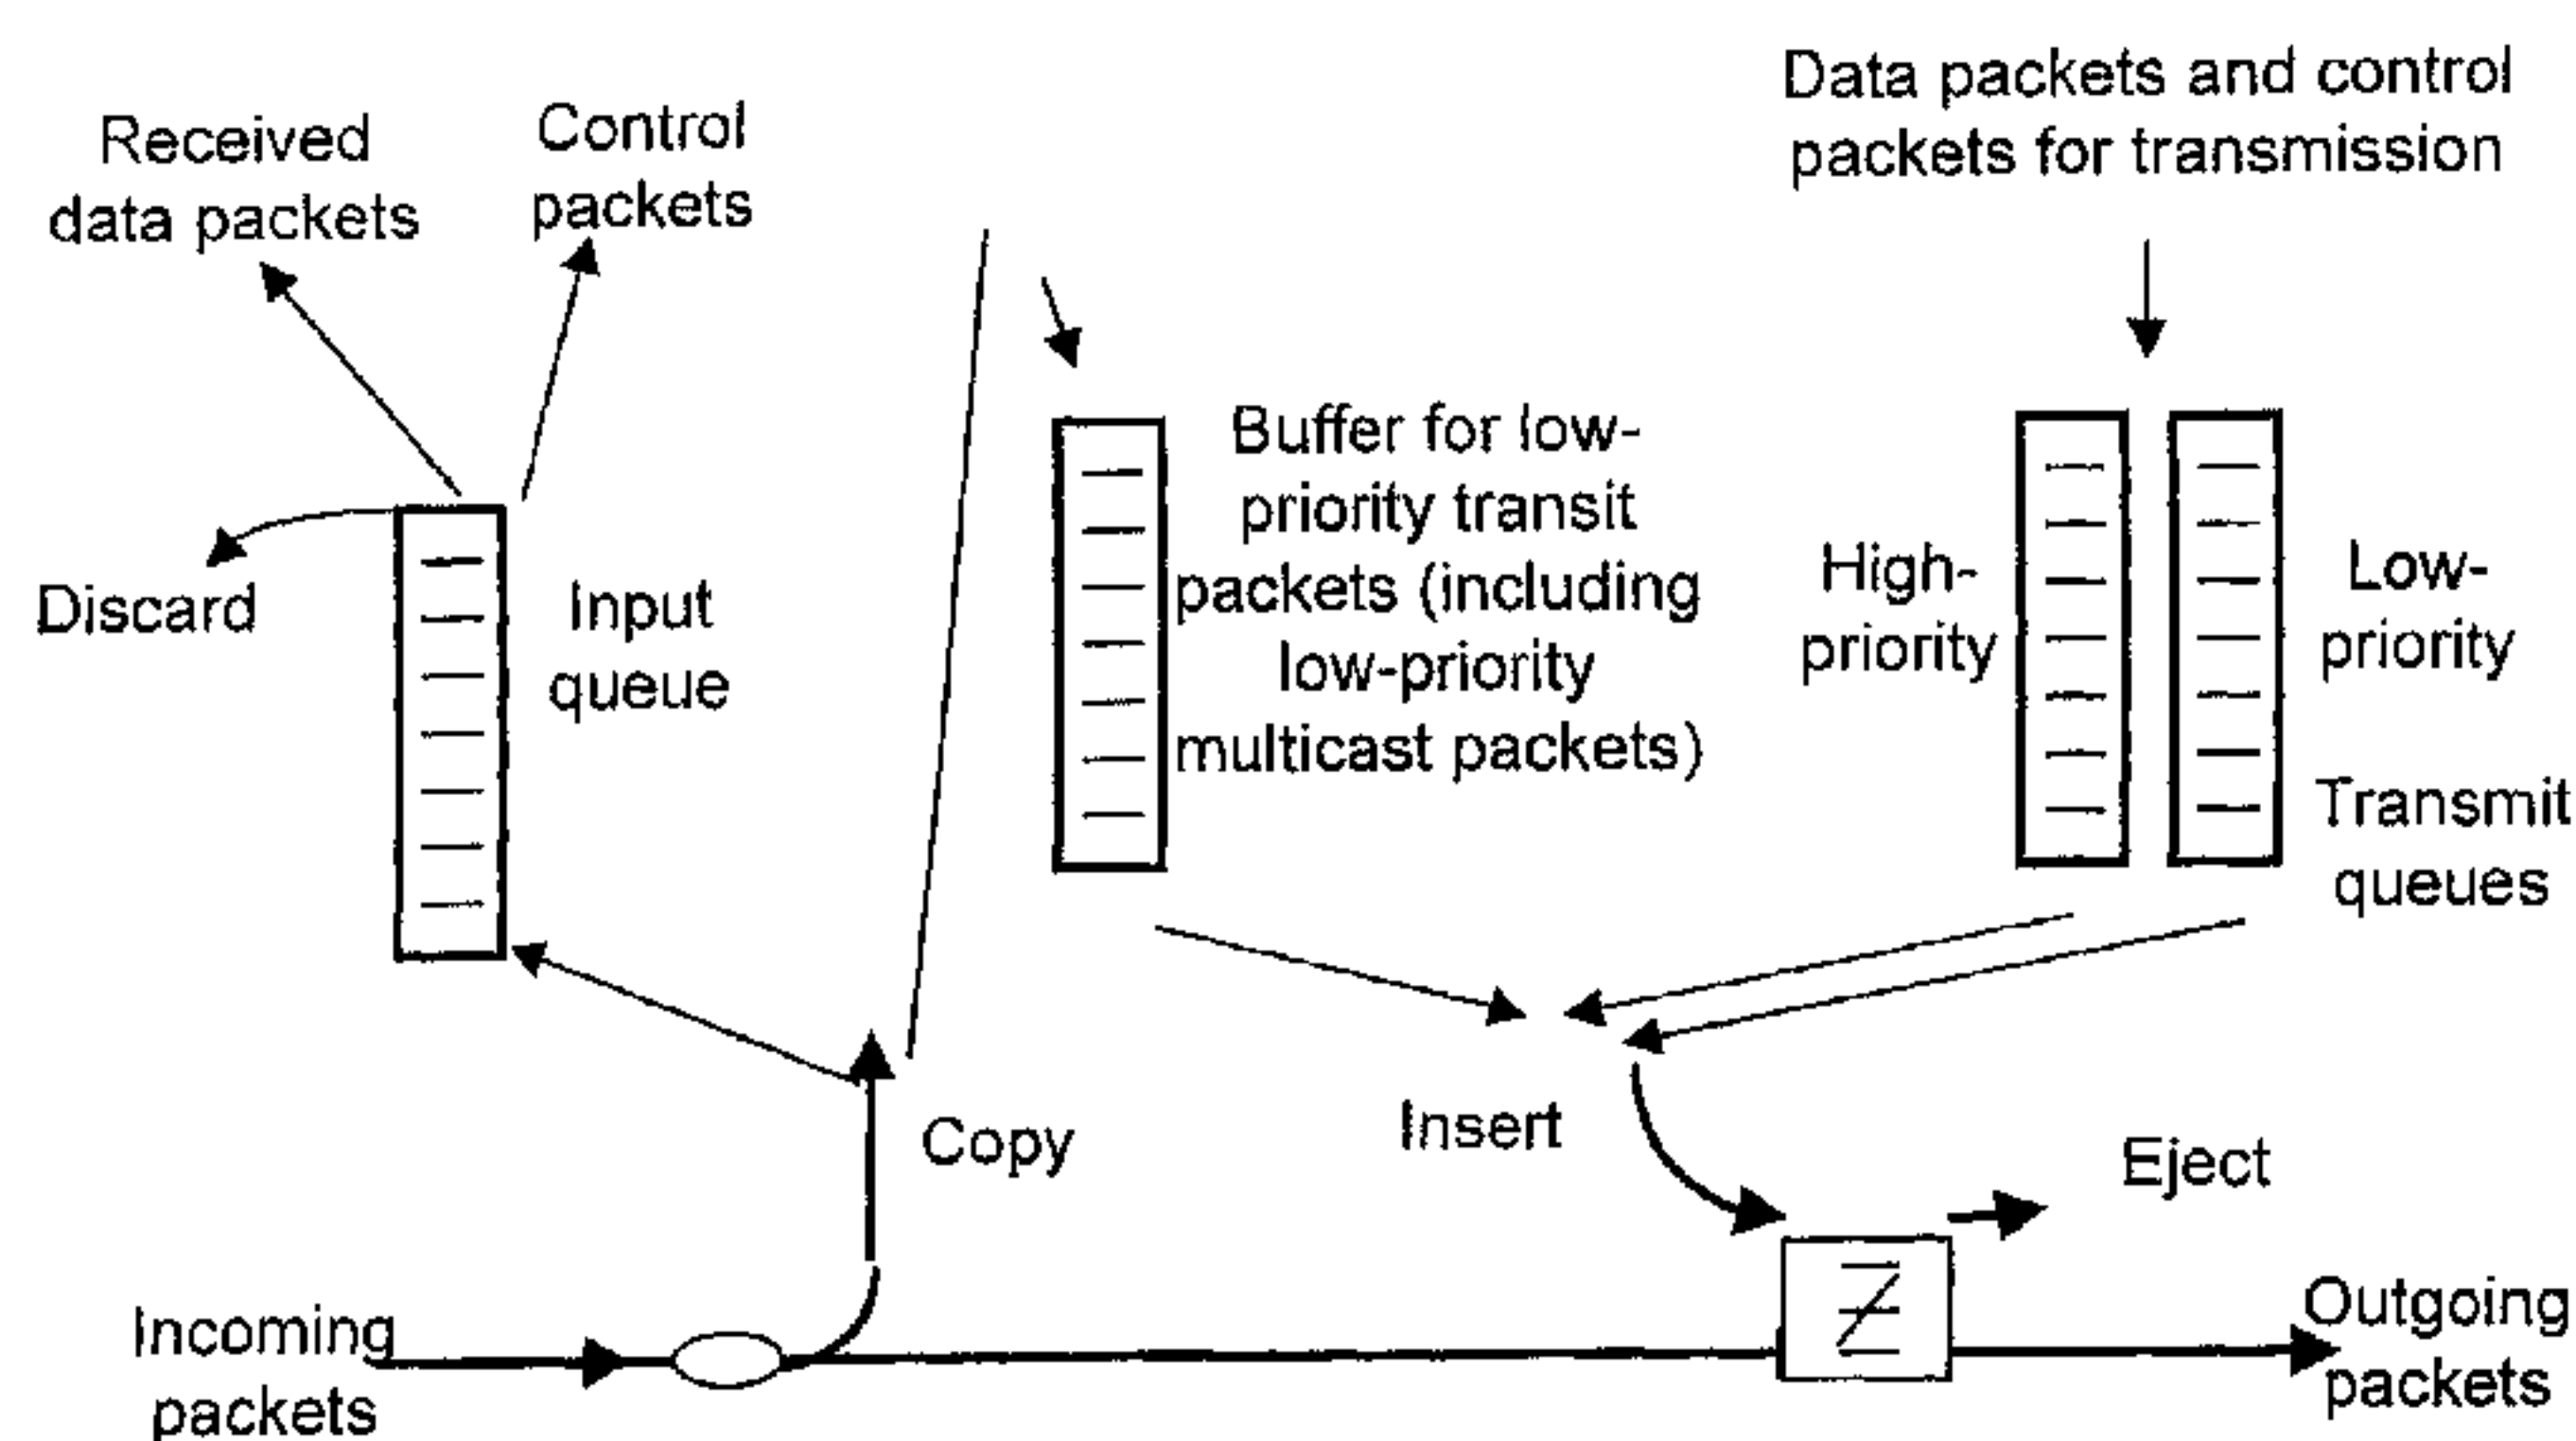 Received
data packets
Control
packets
Data packets and control
packets for transmission
Discard
Input
queue
Buffer for low-
priority transit
packets (including
low-priority
multicast packets)
High-
priority
Low-
priority
Transmit
queues
Copy
Insert
Eject
Incoming
packets
Outgoing
packets